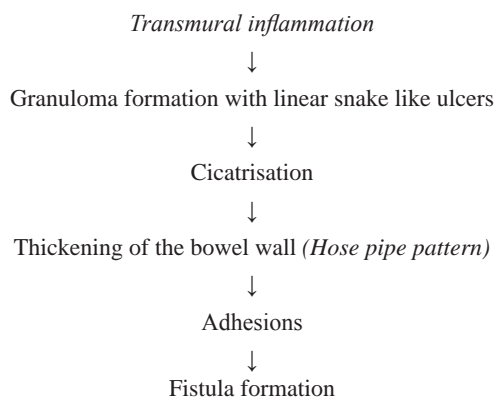 Transmural inflammation
↓
Granuloma formation with linear snake like ulcers
↓
Cicatrisation
↓
Thickening of the bowel wall (Hose pipe pattern)
↓
Adhesions
↓
Fistula formation